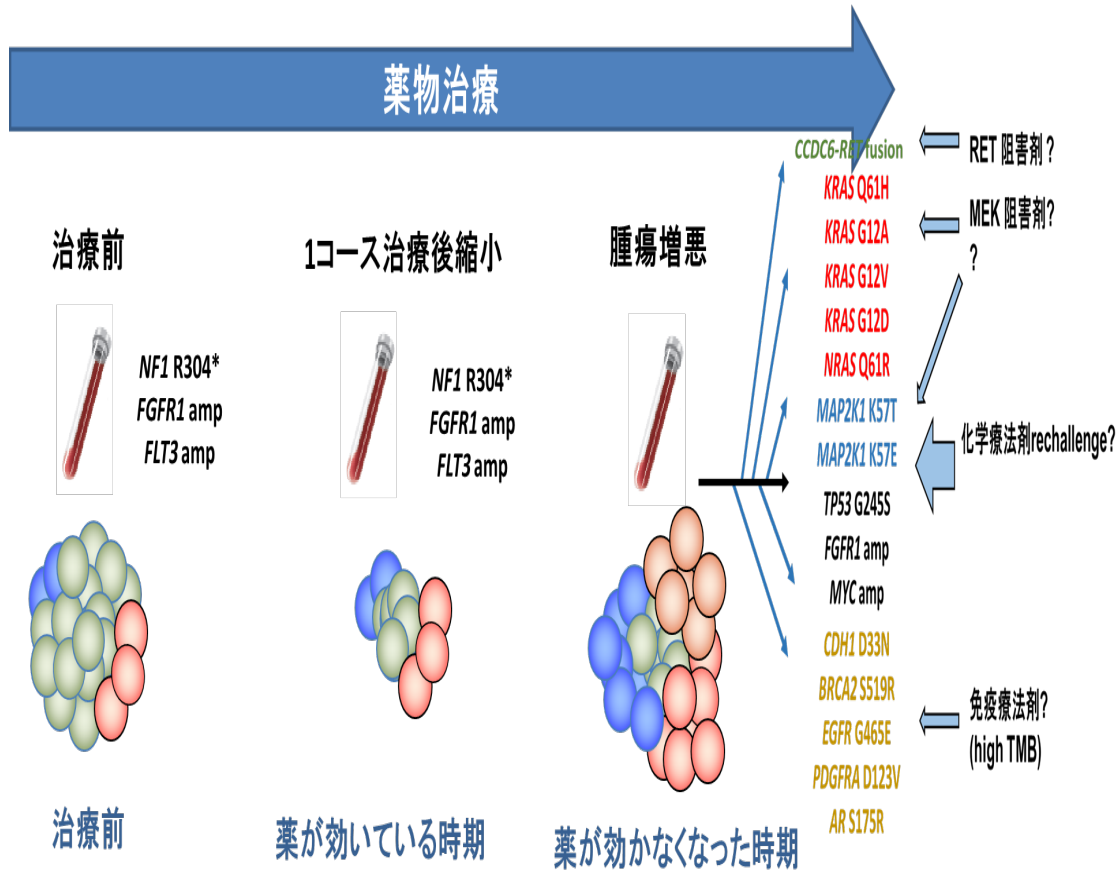 薬物治療
治療前
NF1 R304*
FGFR1 amp
FLT3 amp
治療前
1コース治療後縮小
NF1 R304*
FGFR1 amp
FLT3 amp
薬が効いている時期
腫瘍増悪
薬が効かなくなった時期
CCDC6-RET fusion
KRAS Q61H
KRAS G12A
KRAS G12V
KRAS G12D
NRAS Q61R
MAP2K1 K57T
MAP2K1 K57E
TP53 G245S
FGFR1 amp
MYC amp
CDH1 D33N
BRCA2 S519R
EGFR G465E
PDGFRA D123V
AR S175R
RET 阻害剤？
MEK 阻害剤?
?
化学療法剤rechallenge?
免疫療法剤?
(high TMB)